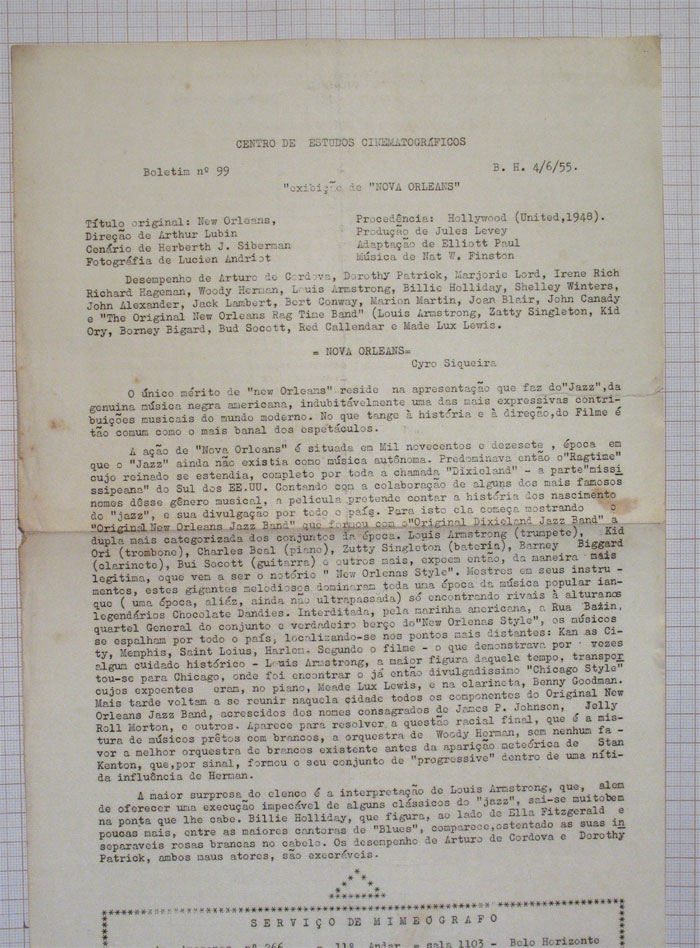 CENTRO DE ESTUDOS CINEMATOGRÁFICOS
Boletim nº 99 B. H. 4/6/55.
"exibição de "NOVA ORLEANS"
Título original: New Orleans, Procedência: Hollywood (United,1948).
Direção de Arthur Lubin Produção de Jules Levey
Cenário de Herberth J. Siberman Adaptação de Elliott Paul
Fotográfia de Lucien Andriot Música de Nat W. Finston
Desempenho de Arturo de Cordova, Dorothy Patrick, Marjorie Lord, Irene Rich
Richard Hageman, Woody Herman, Louis Armstrong, Billie Holliday, Shelley Winters,
John Alexander, Jack Lambert, Bert Conway, Marion Martin, Joan Blair, John Canady
e "The Original New Orleans Rag Time Band" (Louis Armstrong, Zatty Singleton, Kid
Ory, Borney Bigard, Bud Socott, Red Callendar e Made Lux Lewis.
= NOVA ORLEANS=
Cyro Siqueira
O único mérito de "new Orleans" reside na apresentação que faz do"Jazz",da
genuina música negra americana, indubitávelmente uma das mais expressivas contri-
buições musicais do mundo moderno. No que tange à história e à direção,do Filme é
tão comum como o mais banal dos espetáculos.
A ação de "Nova Orleans" é situada em Mil novecentos e dezesete , época em
que o "Jazz" ainda não existia como música autônoma. Predominava então o"Ragtime"
cujo reinado se estendia, completo por toda a chamada "Dixieland" - a parte"missi
ssipeana" do Sul dos EE.UU. Contando com a colaboração de alguns dos mais famosos
nomes dêsse gênero musical, a pelicula pretende contar a história dos nascimento
do "jazz", e sua divulgação por todo o país. Para isto ela começa mostrando o
"Original New Orleans Jazz Band" que formou com o"Original Dixieland Jazz Band" a
dupla mais categorizada dos conjuntos da época. Louis Armstrong (trumpete), Kid
Ori (trombone), Charles Beal (piano), Zutty Singleton (bateria), Barney Biggard
(clarinete), Bui Socott (guitarra) e outros mais, expoem então, da maneira mais
legitima, oque vem a ser o notório " New Orlenas Style". Mestres em seus instru -
mentos, estes gigantes melodiosos dominaram toda uma época da música popular ian-
que ( uma época, aliáz, ainda não ultrapassada) só encontrando rivais à alturanos
legendários Chocolate Dandies. Interditada, pela marinha americana, a Rua Bazin,
quartel General do conjunto e verdadeiro berço do"New Orlenas Style", os músicos
se espalham por todo o país, localizando-se nos pontos mais distantes: Kan as Ci-
ty, Memphis, Saint Loius, Harlem. Segundo o filme - o que demonstrava por vezes
algum cuidado histórico - Louis Armstrong, a maior figura daquele tempo, transpor
tou-se para Chicago, onde foi encontrar o já então divulgadissimo "Chicago Style"
cujos expoentes eram, no piano, Meade Lux Lewis, e na clarineta, Benny Goodman.
Mais tarde voltam a se reunir naquela cidade todos os componentes do Original New
Orleans Jazz Band, acrescidos dos nomes consagrados de James P. Johnson, Jelly
Roll Morton, e outros. Aparece para resolver a questão racial final, que é a mis-
tura de músicos prêtos com brancos, a orquestra de Woody Herman, sem nenhum fa -
vor a melhor orquestra de brancos existente antes da aparição meteórica de Stan
Kenton, que,por sinal, formou o seu conjunto de "progressive" dentro de uma níti-
da influência de Herman.
A maior surpresa do elenco é a interpretação de Louis Armstrong, que, alem
de oferecer uma execução impecável de alguns clássicos do "jazz", sai-se muitobem
na ponta que lhe cabe. Billie Holliday, que figura, ao lado de Ella Fitzgerald e
poucas mais, entre as maiores cantoras de "Blues", comparece,ostentado as suas in
separaveis rosas brancas no cabelo. Os desempenho de Arturo de Cordova e Dorothy
Patrick, ambos maus atores, são execráveis.
SERVIÇO DE MIMEÓGRAFO
nº 266 - 11º Andar - sala 1103 - Belo Horizonte